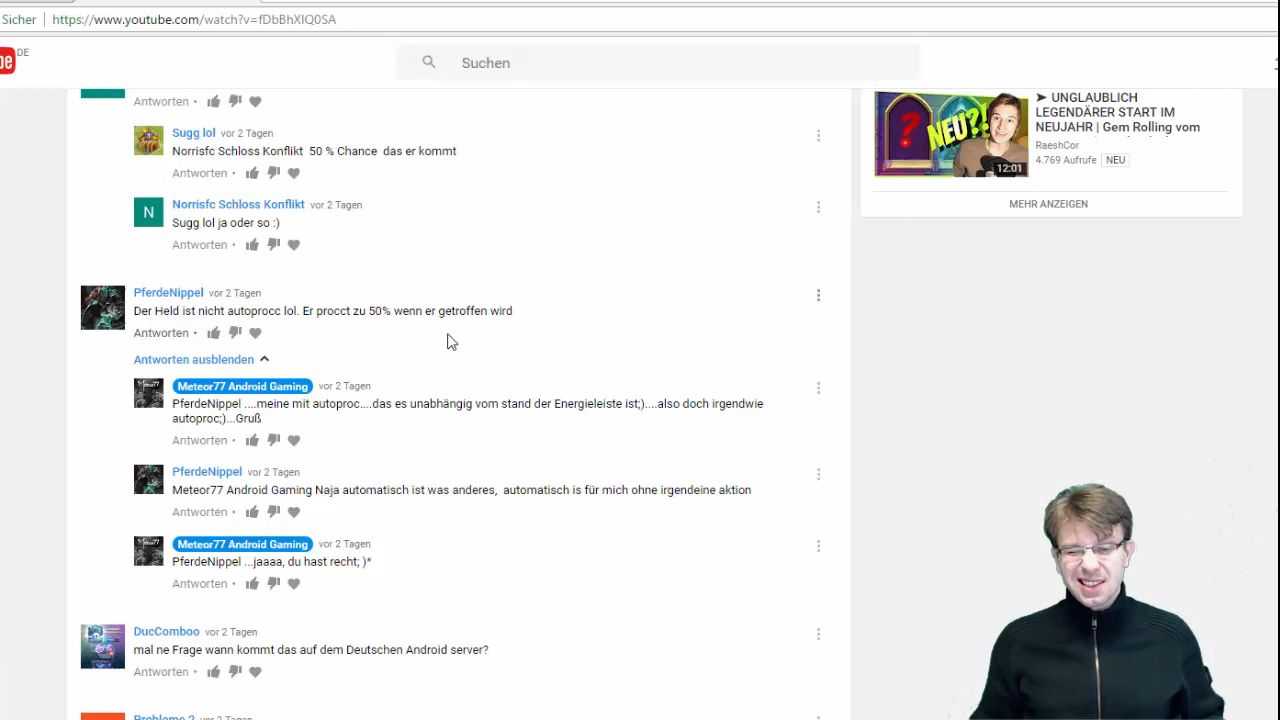 Sicher
https://www.youtube.com/watch?v=fDbBhXIQ0SA
be DE
Suchen
Antworten •
Sugg lol vor 2 Tagen
Norrisfc Schloss Konflikt 50 % Chance das er kommt
Antworten •
N
Norrisfc Schloss Konflikt vor 2 Tagen
Sugg lol ja oder so :)
Antworten •
PferdeNippel vor 2 Tagen
Der Held ist nicht autoprocc lol. Er procct zu 50% wenn er getroffen wird
Antworten •
Antworten ausblenden
Meteor77 Android Gaming vor 2 Tagen
PferdeNippel ....meine mit autoproc....das es unabhängig vom stand der Energieleiste ist;)....also doch irgendwie
autoproc;)...Gruß
Antworten •
PferdeNippel vor 2 Tagen
Meteor77 Android Gaming Naja automatisch ist was anderes, automatisch is für mich ohne irgendeine aktion
Antworten •
Meteor77 Android Gaming vor 2 Tagen
PferdeNippel ...jaaaa, du hast recht; )*
Antworten •
DucComboo vor 2 Tagen
mal ne Frage wann kommt das auf dem Deutschen Android server?
Antworten •
Probleme 2 vor 2 Tagen
? NEU?!
12:01
➤ UNGLAUBLICH
LEGENDÄRER START IM
NEUJAHR | Gem Rolling vom
RaeshCor
4.769 Aufrufe NEU
MEHR ANZEIGEN